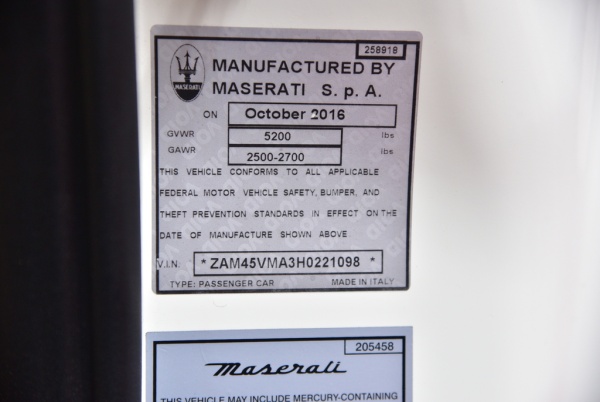 258918
MASERATI
MANUFACTURED BY
MASERATI S. p. A.
ON October 2016
GVWR 5200 lbs
GAWR 2500-2700 lbs
THIS VEHICLE CONFORMS TO ALL APPLICABLE
FEDERAL MOTOR VEHICLE SAFETY, BUMPER, AND
THEFT PREVENTION STANDARDS IN EFFECT ON THE
DATE OF MANUFACTURE SHOWN ABOVE
V.I.N: * ZAM45VMA3H0221098 *
TYPE: PASSENGER CAR MADE IN ITALY
205458
Maserati
THIS VEHICLE MAY INCLUDE MERCURY-CONTAINING